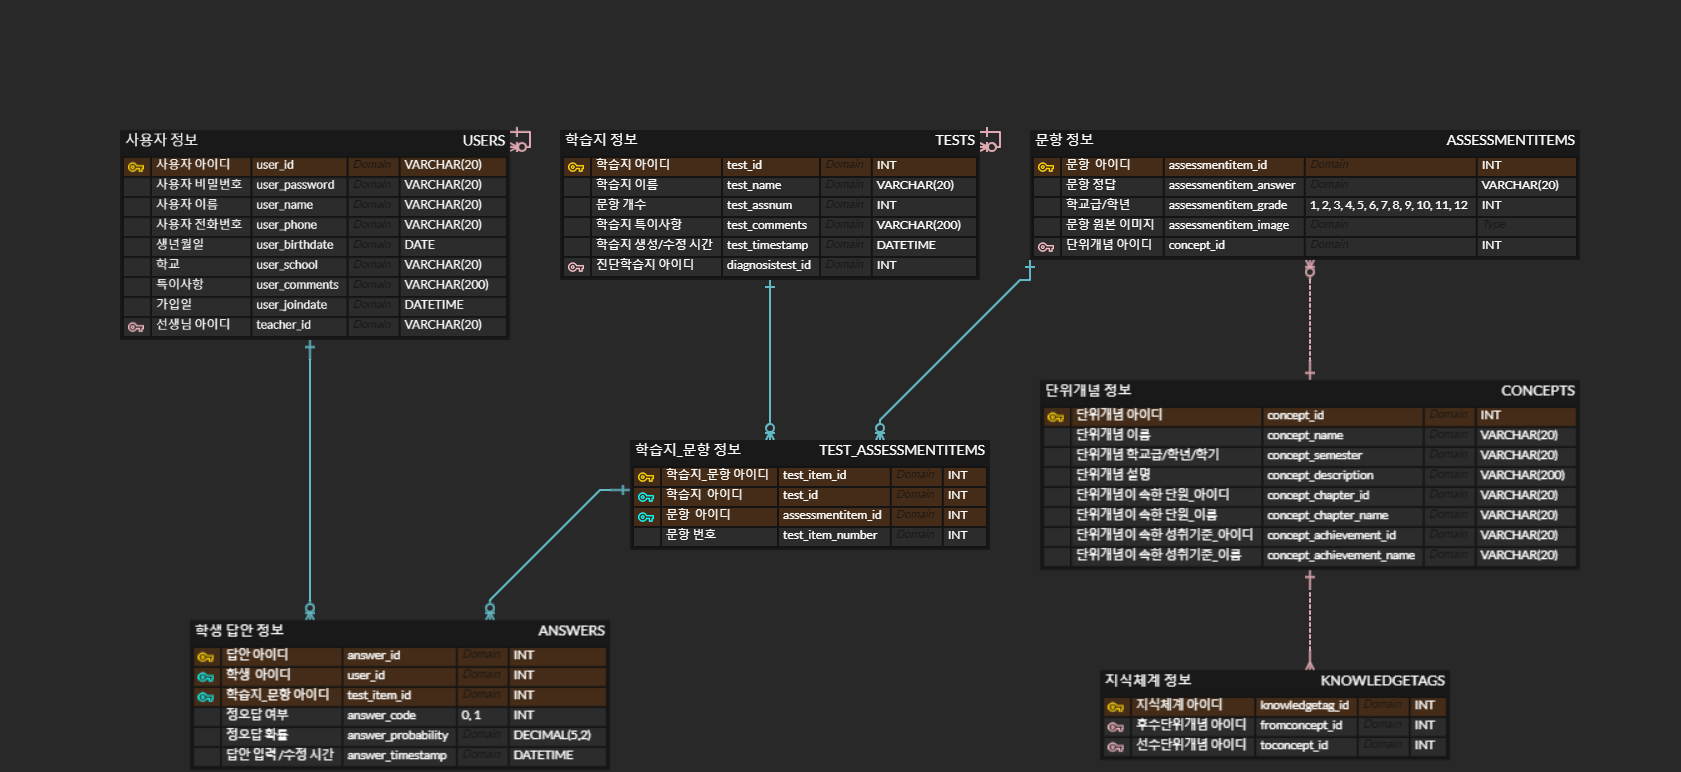 사용자 정보 USERS
사용자 아이디 user_id Domain VARCHAR(20)
사용자 비밀번호 user_password Domain VARCHAR(20)
사용자 이름 user_name Domain VARCHAR(20)
사용자 전화번호 user_phone Domain VARCHAR(20)
생년월일 user_birthdate Domain DATE
학교 user_school Domain VARCHAR(20)
특이사항 user_comments Domain VARCHAR(200)
가입일 user_joindate Domain DATETIME
선생님 아이디 teacher_id Domain VARCHAR(20)
학습지 정보 TESTS
학습지 아이디 test_id Domain INT
학습지 이름 test_name Domain VARCHAR(20)
문항 개수 test_assnum Domain INT
학습지 특이사항 test_comments Domain VARCHAR(200)
학습지 생성/수정 시간 test_timestamp Domain DATETIME
진단학습지 아이디 diagnosistest_id Domain INT
문항 정보 ASSESSMENTITEMS
문항 아이디 assessmentitem_id Domain INT
문항 정답 assessmentitem_answer Domain VARCHAR(20)
학교급/학년 assessmentitem_grade 1, 2, 3, 4, 5, 6, 7, 8, 9, 10, 11, 12 INT
문항 원본 이미지 assessmentitem_image Domain Type
단위개념 아이디 concept_id Domain INT
학습지_문항 정보 TEST_ASSESSMENTITEMS
학습지_문항 아이디 test_item_id Domain INT
학습지 아이디 test_id Domain INT
문항 아이디 assessmentitem_id Domain INT
문항 번호 test_item_number Domain INT
단위개념 정보 CONCEPTS
단위개념 아이디 concept_id Domain INT
단위개념 이름 concept_name Domain VARCHAR(20)
단위개념 학교급/학년/학기 concept_semester Domain VARCHAR(20)
단위개념 설명 concept_description Domain VARCHAR(200)
단위개념이 속한 단원_아이디 concept_chapter_id Domain VARCHAR(20)
단위개념이 속한 단원_이름 concept_chapter_name Domain VARCHAR(20)
단위개념이 속한 성취기준_아이디 concept_achievement_id Domain VARCHAR(20)
단위개념이 속한 성취기준_이름 concept_achievement_name Domain VARCHAR(20)
학생 답안 정보 ANSWERS
답안 아이디 answer_id Domain INT
학생 아이디 user_id Domain INT
학습지_문항 아이디 test_item_id Domain INT
정오답 여부 answer_code 0, 1 INT
정오답 확률 answer_probability Domain DECIMAL(5,2)
답안 입력/수정 시간 answer_timestamp Domain DATETIME
지식체계 정보 KNOWLEDGETAGS
지식체계 아이디 knowledgetag_id Domain INT
후수단위개념 아이디 fromconcept_id Domain INT
선수단위개념 아이디 toconcept_id Domain INT